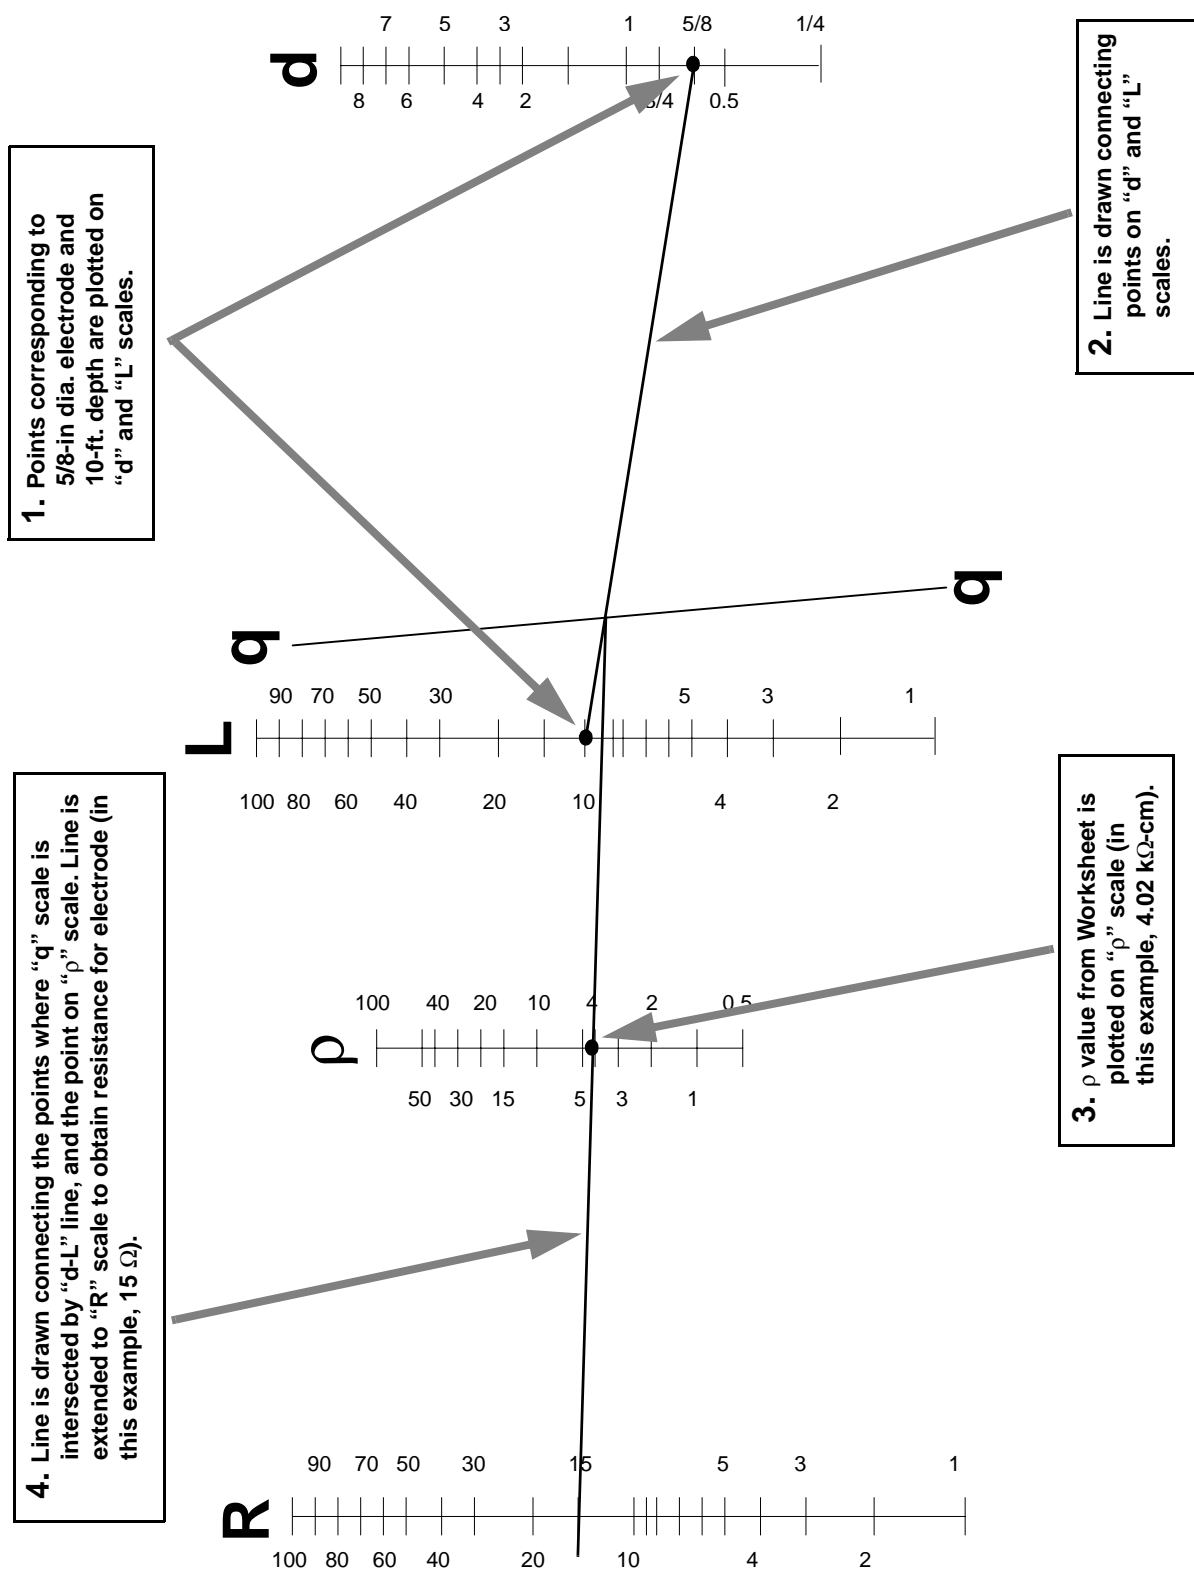 d
7 5 3 1 5/8 1/4
8 6 4 2 3/4 0.5
1. Points corresponding to
5/8-in dia. electrode and
10-ft. depth are plotted on
“d” and “L” scales.
2. Line is drawn connecting
points on “d” and “L”
scales.
q
q
L
90 70 50 30 5 3 1
100 80 60 40 20 10 4 2
4. Line is drawn connecting the points where “q” scale is
intersected by “d-L” line, and the point on “ρ” scale. Line is
extended to “R” scale to obtain resistance for electrode (in
this example, 15 Ω).
3. ρ value from Worksheet is
plotted on “ρ” scale (in
this example, 4.02 kΩ-cm).
ρ
100 40 20 10 4 2 0.5
50 30 15 5 3 1
R
90 70 50 30 15 5 3 1
100 80 60 40 20 10 4 2